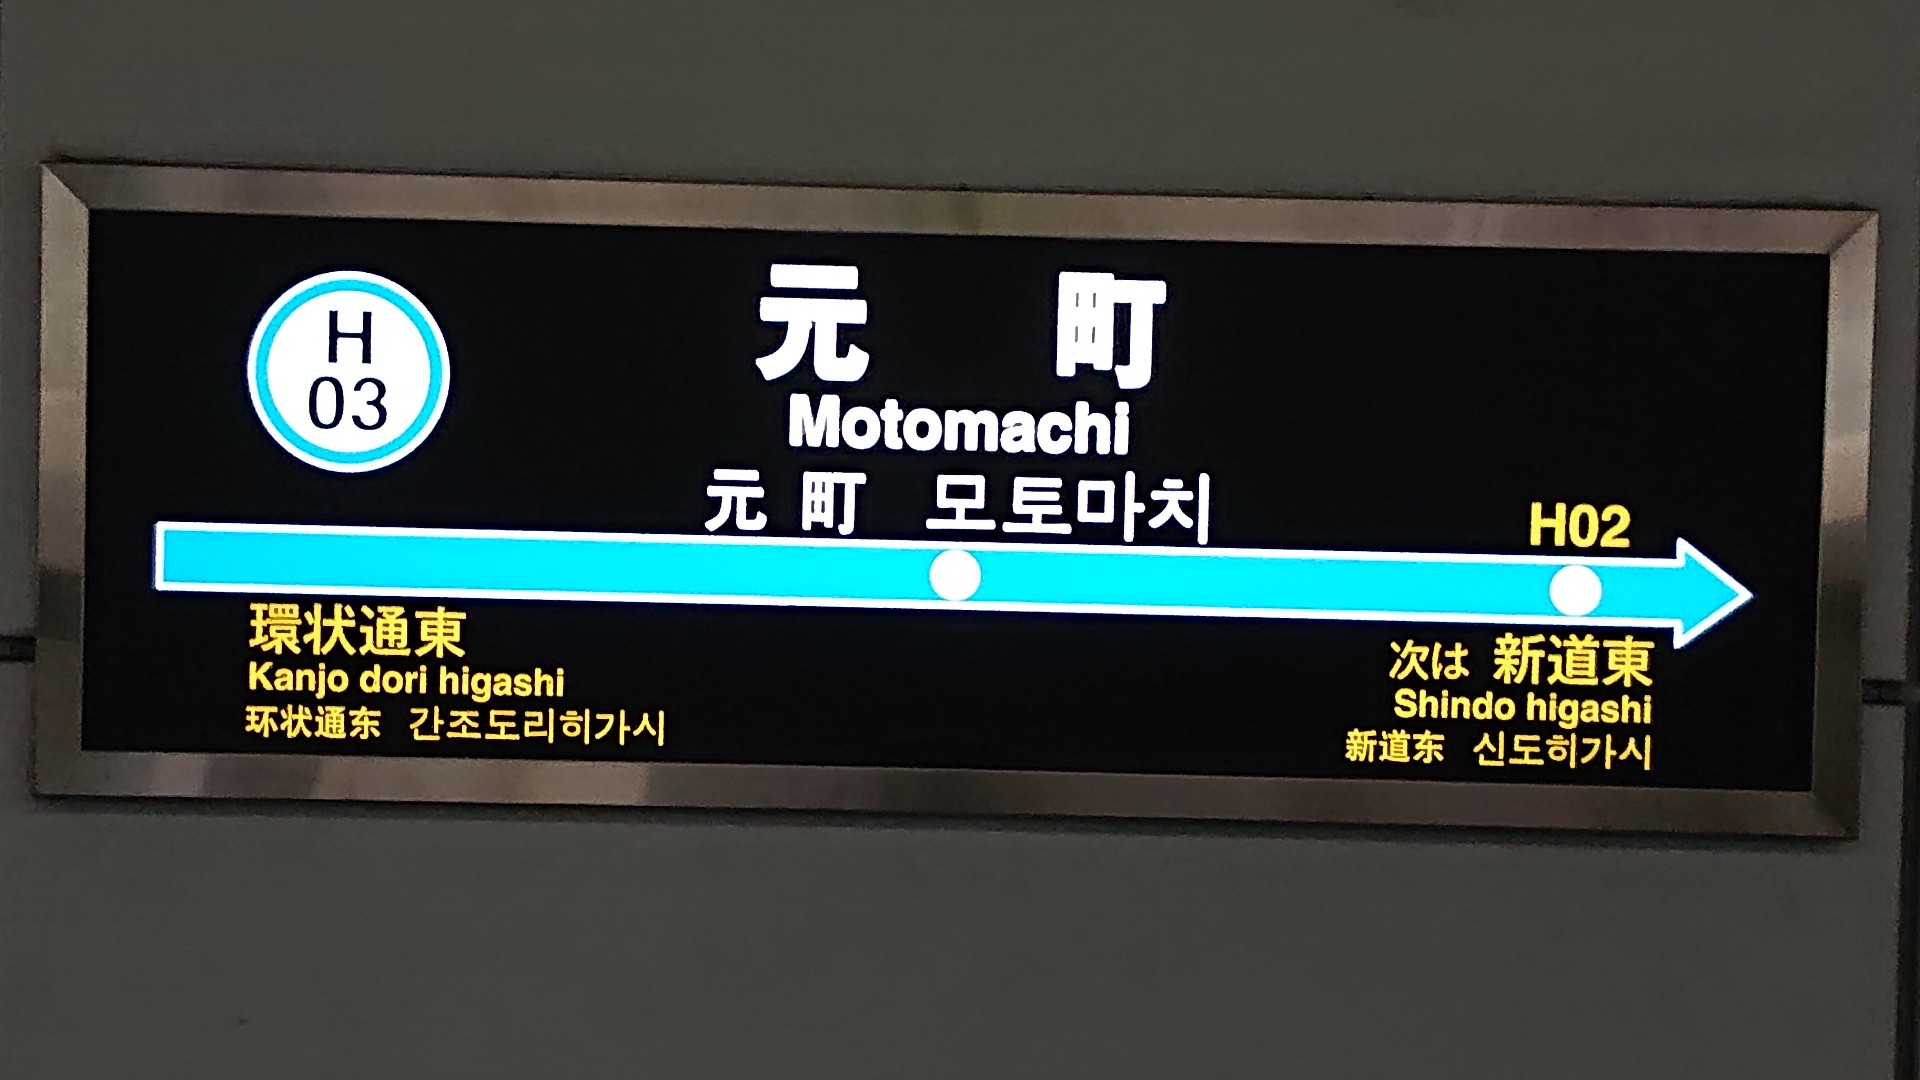 H
03
元町
Motomachi
元町 모토마치
H02
環状通東
Kanjo dori higashi
环状通东 간조도리히가시
次は 新道東
Shindo higashi
新道东 신도히가시